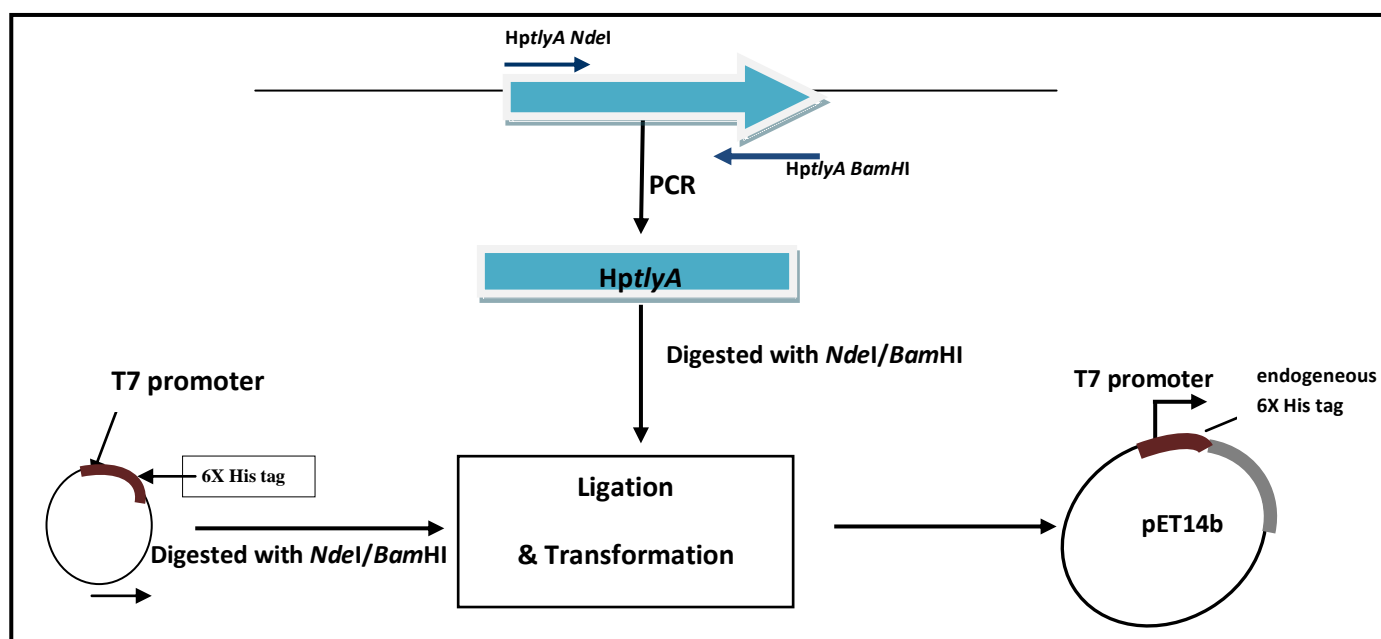 HptlyA NdeI
HptlyA BamHI
PCR
HptlyA
Digested with NdeI/BamHI
T7 promoter
6X His tag
Digested with NdeI/BamHI
Ligation
& Transformation
T7 promoter
endogeneous
6X His tag
pET14b